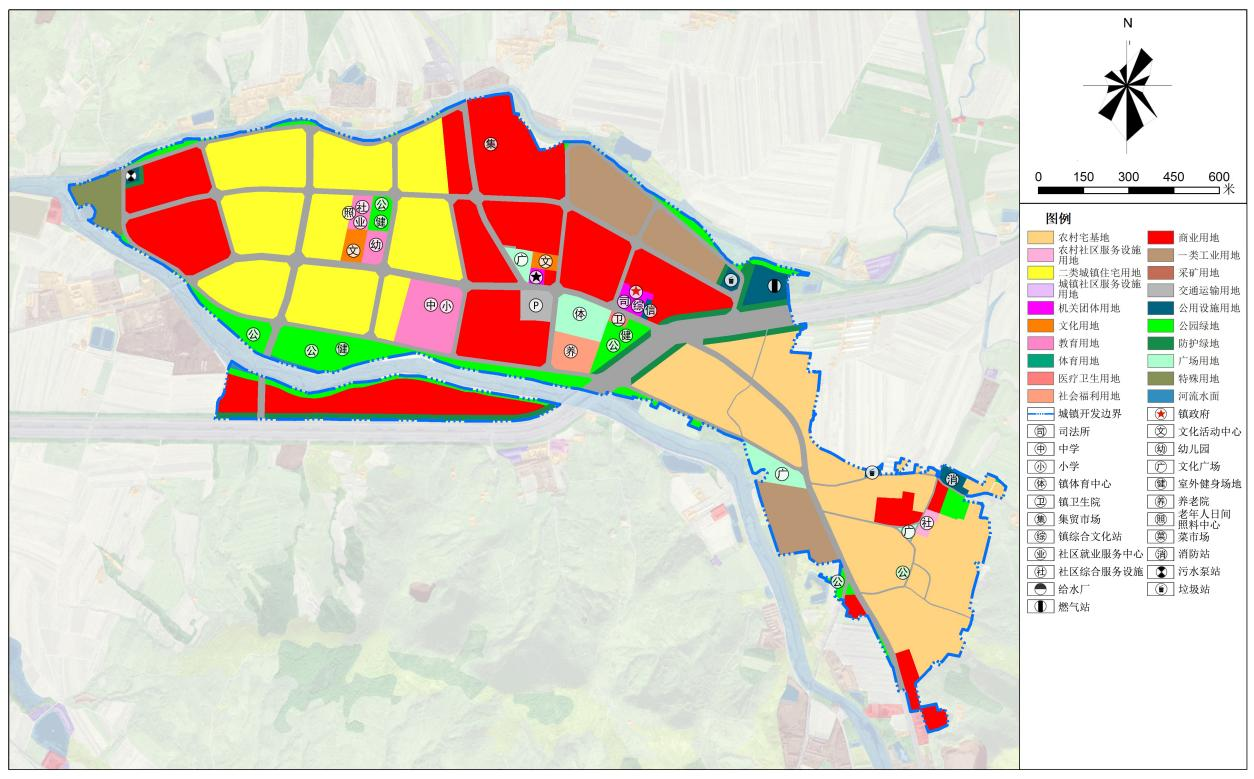 N
0 150 300 450 600 米
图例
农村宅基地 商业用地
农村社区服务设施用地 一类工业用地
二类城镇住宅用地 采矿用地
城镇社区服务设施用地 交通运输用地
机关团体用地 公用设施用地
文化用地 公园绿地
教育用地 防护绿地
体育用地 广场用地
医疗卫生用地 特殊用地
社会福利用地 河流水面
城镇开发边界 镇政府
司 司法所 文 文化活动中心
中 中学 幼 幼儿园
小 小学 广 文化广场
体 镇体育中心 健 室外健身场地
卫 镇卫生院 养 养老院
集 集贸市场 照 老年人日间照料中心
综 镇综合文化站 菜 菜市场
业 社区就业服务中心 消 消防站
社 社区综合服务设施 污水泵站
给水厂 垃圾站
燃气站
集
照 社 公
业 健
文 幼
广 文
中 小
P
体
司 综 信
卫
健
公
养
公
公 健
广
消
社
广
公
公